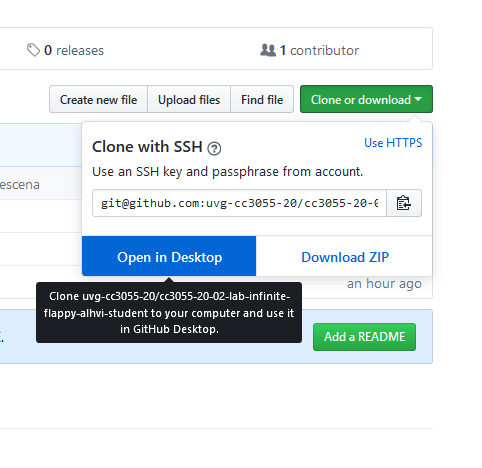 0 releases
1 contributor
Create new file
Upload files
Find file
Clone or download
Clone with SSH
Use HTTPS
Use an SSH key and passphrase from account.
escena
git@github.com:uvg-cc3055-20/cc3055-20-0
Open in Desktop
Download ZIP
an hour ago
Clone uvg-cc3055-20/cc3055-20-02-lab-infinite-
flappy-alhvi-student to your computer and use it
in GitHub Desktop.
Add a README